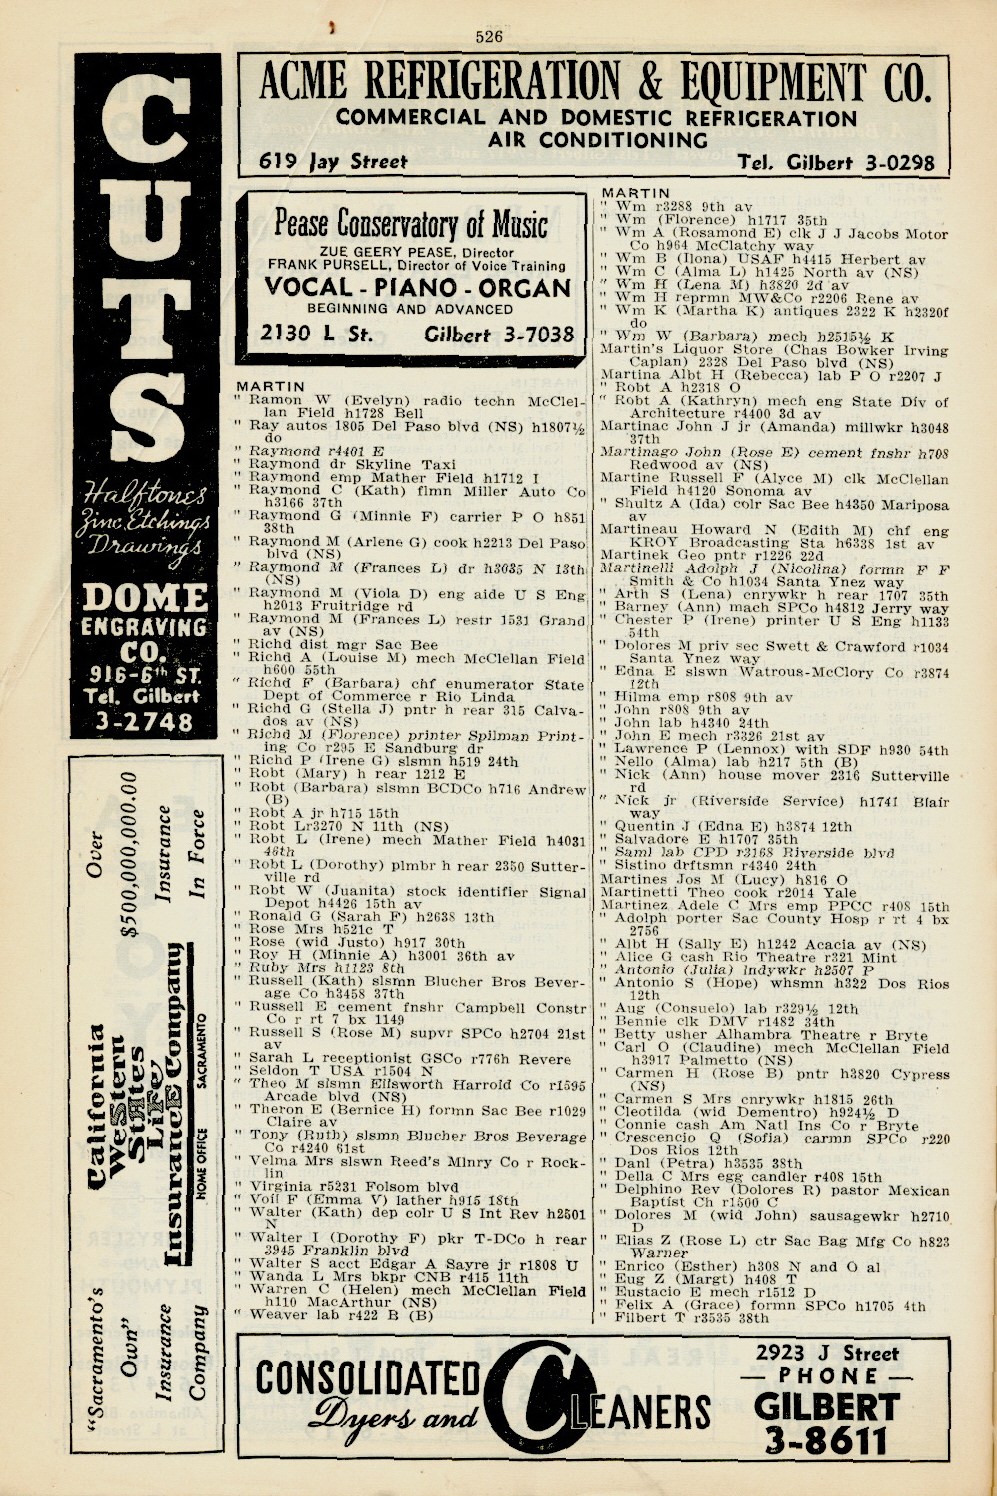 526
CUTS
Halftones
Zinc Etchings
Drawings
DOME
ENGRAVING
CO.
916-6th ST.
Tel. Gilbert
3-2748
"Sacramento's
Own"
Insurance
Company
California
WeStern
StAtes
LIFE
InsurancE Company
HOME OFFICE SACRAMENTO
Over
$500,000,000.00
Insurance
In Force
ACME REFRIGERATION & EQUIPMENT CO.
COMMERCIAL AND DOMESTIC REFRIGERATION
AIR CONDITIONING
619 Jay Street Tel. Gilbert 3-0298
Pease Conservatory of Music
ZUE GEERY PEASE, Director
FRANK PURSELL, Director of Voice Training
VOCAL - PIANO - ORGAN
BEGINNING AND ADVANCED
2130 L St. Gilbert 3-7038
MARTIN
" Ramon W (Evelyn) radio techn McClel-
lan Field h1728 Bell
" Ray autos 1805 Del Paso blvd (NS) h1807½
do
" Raymond r4401 E
" Raymond dr Skyline Taxi
" Raymond emp Mather Field h1712 I
" Raymond C (Kath) flmn Miller Auto Co
h3166 37th
" Raymond G (Minnie F) carrier P O h851
38th
" Raymond M (Arlene G) cook h2213 Del Paso
blvd (NS)
" Raymond M (Frances L) dr h3035 N 13th
(NS)
" Raymond M (Viola D) eng aide U S Eng
h2013 Fruitridge rd
" Raymond M (Frances L) restr 1531 Grand
av (NS)
" Richd dist mgr Sac Bee
" Richd A (Louise M) mech McClellan Field
h600 55th
" Richd F (Barbara) chf enumerator State
Dept of Commerce r Rio Linda
" Richd G (Stella J) pntr h rear 315 Calva-
dos av (NS)
" Richd M (Florence) printer Spilman Print-
ing Co r295 E Sandburg dr
" Richd P (Irene G) slsmn h519 24th
" Robt (Mary) h rear 1212 E
" Robt (Barbara) slsmn BCDCo h716 Andrew
(B)
" Robt A jr h715 15th
" Robt Lr3270 N 11th (NS)
" Robt L (Irene) mech Mather Field h4031
46th
" Robt L (Dorothy) plmbr h rear 2350 Sutter-
ville rd
" Robt W (Juanita) stock identifier Signal
Depot h4426 15th av
" Ronald G (Sarah F) h2638 13th
" Rose Mrs h521c T
" Rose (wid Justo) h917 30th
" Roy H (Minnie A) h3001 36th av
" Ruby Mrs h1123 8th
" Russell (Kath) slsmn Blucher Bros Bever-
age Co h3458 37th
" Russell E cement fnshr Campbell Constr
Co r rt 7 bx 1149
" Russell S (Rose M) supvr SPCo h2704 21st
av
" Sarah L receptionist GSCo r776h Revere
" Seldon T USA r1504 N
" Theo M slsmn Ellsworth Harrold Co r1595
Arcade blvd (NS)
" Theron E (Bernice H) formn Sac Bee r1029
Claire av
" Tony (Ruth) slsmn Blucher Bros Beverage
Co r4240 61st
" Velma Mrs slswn Reed's Mlnry Co r Rock-
lin
" Virginia r5231 Folsom blvd
" Voil F (Emma V) lather h915 18th
" Walter (Kath) dep colr U S Int Rev h2501
N
" Walter I (Dorothy F) pkr T-DCo h rear
3945 Franklin blvd
" Walter S acct Edgar A Sayre jr r1808 U
" Wanda L Mrs bkpr CNB r415 11th
" Warren C (Helen) mech McClellan Field
h110 MacArthur (NS)
" Weaver lab r422 B (B)
MARTIN
" Wm r3288 9th av
" Wm (Florence) h1717 35th
" Wm A (Rosamond E) clk J J Jacobs Motor
Co h964 McClatchy way
" Wm B (Ilona) USAF h4415 Herbert av
" Wm C (Alma L) h1425 North av (NS)
" Wm H (Lena M) h3820 2d av
" Wm H reprmn MW&Co r2206 Rene av
" Wm K (Martha K) antiques 2322 K h2320f
do
" Wm W (Barbara) mech h2515½ K
Martin's Liquor Store (Chas Bowker Irving
Caplan) 2328 Del Paso blvd (NS)
Martina Albt H (Rebecca) lab P O r2207 J
" Robt A h2318 O
" Robt A (Kathryn) mech eng State Div of
Architecture r4400 3d av
Martinac John J jr (Amanda) millwkr h3048
37th
Martinago John (Rose E) cement fnshr h708
Redwood av (NS)
Martine Russell F (Alyce M) clk McClellan
Field h4120 Sonoma av
" Shultz A (Ida) colr Sac Bee h4350 Mariposa
av
Martineau Howard N (Edith M) chf eng
KROY Broadcasting Sta h6338 1st av
Martinek Geo pntr r1226 22d
Martinelli Adolph J (Nicolina) formn F F
Smith & Co h1034 Santa Ynez way
" Arth S (Lena) cnrywkr h rear 1707 35th
" Barney (Ann) mach SPCo h4812 Jerry way
" Chester P (Irene) printer U S Eng h1133
54th
" Dolores M priv sec Swett & Crawford r1034
Santa Ynez way
" Edna E slswn Watrous-McClory Co r3874
12th
" Hilma emp r808 9th av
" John r808 9th av
" John lab h4340 24th
" John E mech r3326 21st av
" Lawrence P (Lennox) with SDF h930 54th
" Nello (Alma) lab h217 5th (B)
" Nick (Ann) house mover 2316 Sutterville
rd
" Nick jr (Riverside Service) h1741 Blair
way
" Quentin J (Edna E) h3874 12th
" Salvadore E h1707 35th
" Saml lab CPD r3168 Riverside blvd
" Sistino drftsmn r4340 24th
Martines Jos M (Lucy) h816 O
Martinetti Theo cook r2014 Yale
Martinez Adele C Mrs emp PPCC r408 15th
" Adolph porter Sac County Hosp r rt 4 bx
2756
" Albt H (Sally E) h1242 Acacia av (NS)
" Alice G cash Rio Theatre r321 Mint
" Antonio (Julia) lndywkr h2507 P
" Antonio S (Hope) whsmn h322 Dos Rios
12th
" Aug (Consuelo) lab r329½ 12th
" Bennie clk DMV r1482 34th
" Betty usher Alhambra Theatre r Bryte
" Carl O (Claudine) mech McClellan Field
h3917 Palmetto (NS)
" Carmen H (Rose B) pntr h3820 Cypress
(NS)
" Carmen S Mrs cnrywkr h1815 26th
" Cleotilda (wid Dementro) h924½ D
" Connie cash Am Natl Ins Co r Bryte
" Crescencio Q (Sofia) carmn SPCo r220
Dos Rios 12th
" Danl (Petra) h3535 38th
" Della C Mrs egg candler r408 15th
" Delphino Rev (Dolores R) pastor Mexican
Baptist Ch r1500 C
" Dolores M (wid John) sausagewkr h2710
D
" Elias Z (Rose L) ctr Sac Bag Mfg Co h823
Warner
" Enrico (Esther) h308 N and O al
" Eug Z (Margt) h408 T
" Eustacio E mech r1512 D
" Felix A (Grace) formn SPCo h1705 4th
" Filbert T r3535 38th
CONSOLIDATED
Dyers and CLEANERS
2923 J Street
— PHONE —
GILBERT
3-8611